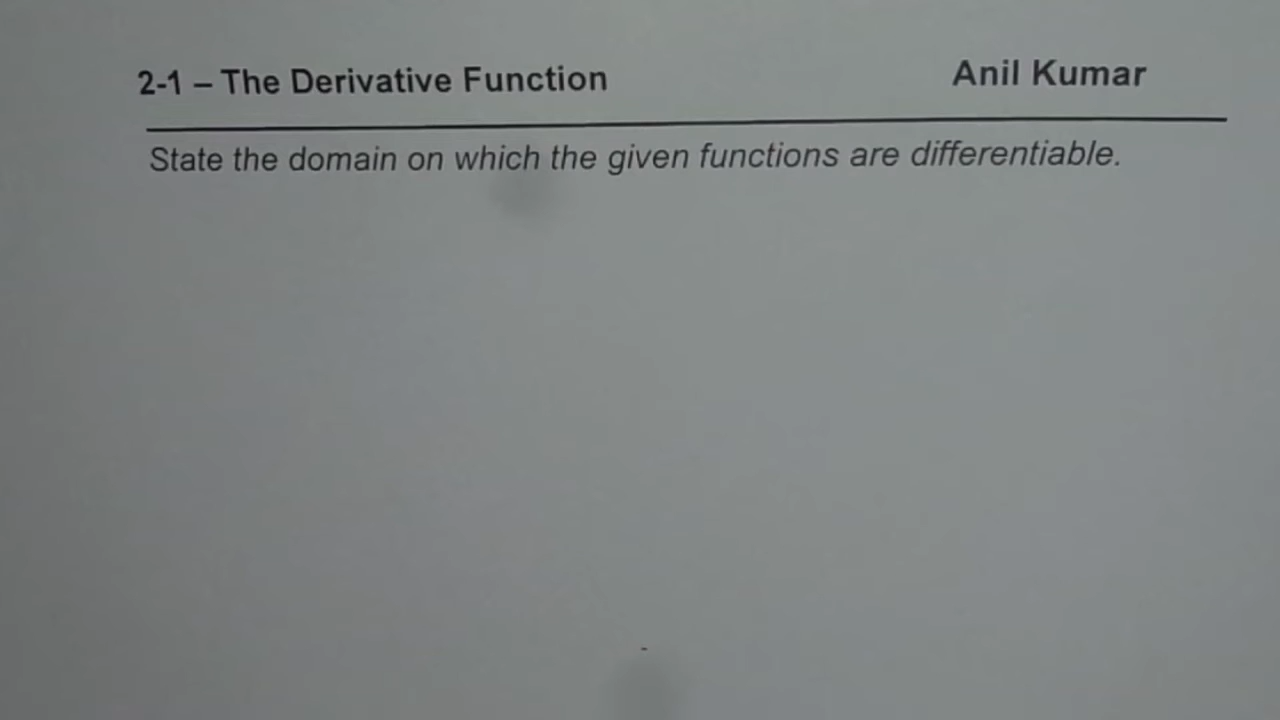 2-1 – The Derivative Function Anil Kumar
State the domain on which the given functions are differentiable.